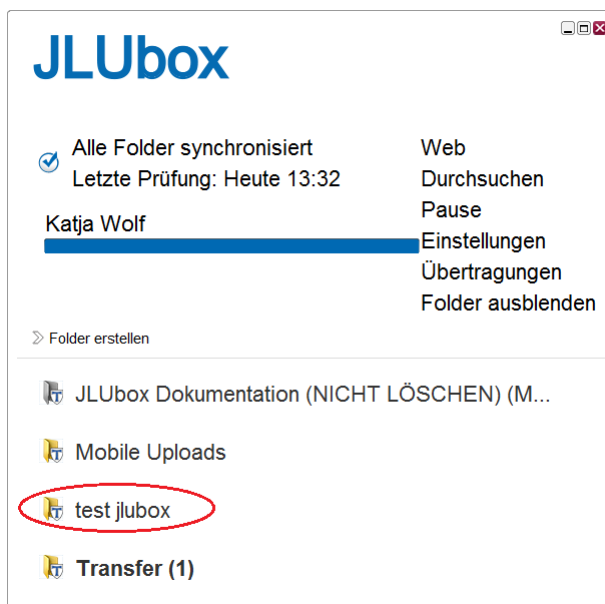 JLUbox
Alle Folder synchronisiert
Letzte Prüfung: Heute 13:32
Katja Wolf
Web
Durchsuchen
Pause
Einstellungen
Übertragungen
Folder ausblenden
Folder erstellen
JLUbox Dokumentation (NICHT LÖSCHEN) (M...
Mobile Uploads
test jlubox
Transfer (1)